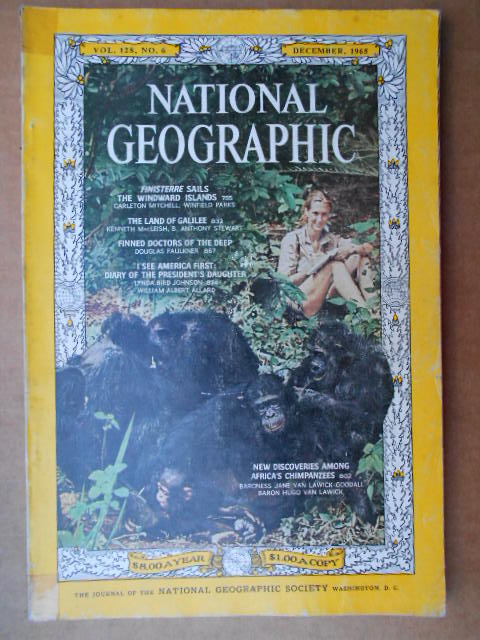 VOL. 128, NO. 6
DECEMBER, 1965
NATIONAL
GEOGRAPHIC
FINISTERRE SAILS
THE WINDWARD ISLANDS 755
CARLETON MITCHELL, WINFIELD PARKS
THE LAND OF GALILEE 832
KENNETH MacLEISH, B. ANTHONY STEWART
FINNED DOCTORS OF THE DEEP
DOUGLAS FAULKNER 867
I SEE AMERICA FIRST:
DIARY OF THE PRESIDENT'S DAUGHTER
LYNDA BIRD JOHNSON 874
WILLIAM ALBERT ALLARD
NEW DISCOVERIES AMONG
AFRICA'S CHIMPANZEES 802
BARONESS JANE VAN LAWICK-GOODALL
BARON HUGO VAN LAWICK
$8.00 A YEAR
$1.00 A COPY
THE JOURNAL OF THE NATIONAL GEOGRAPHIC SOCIETY WASHINGTON, D. C.